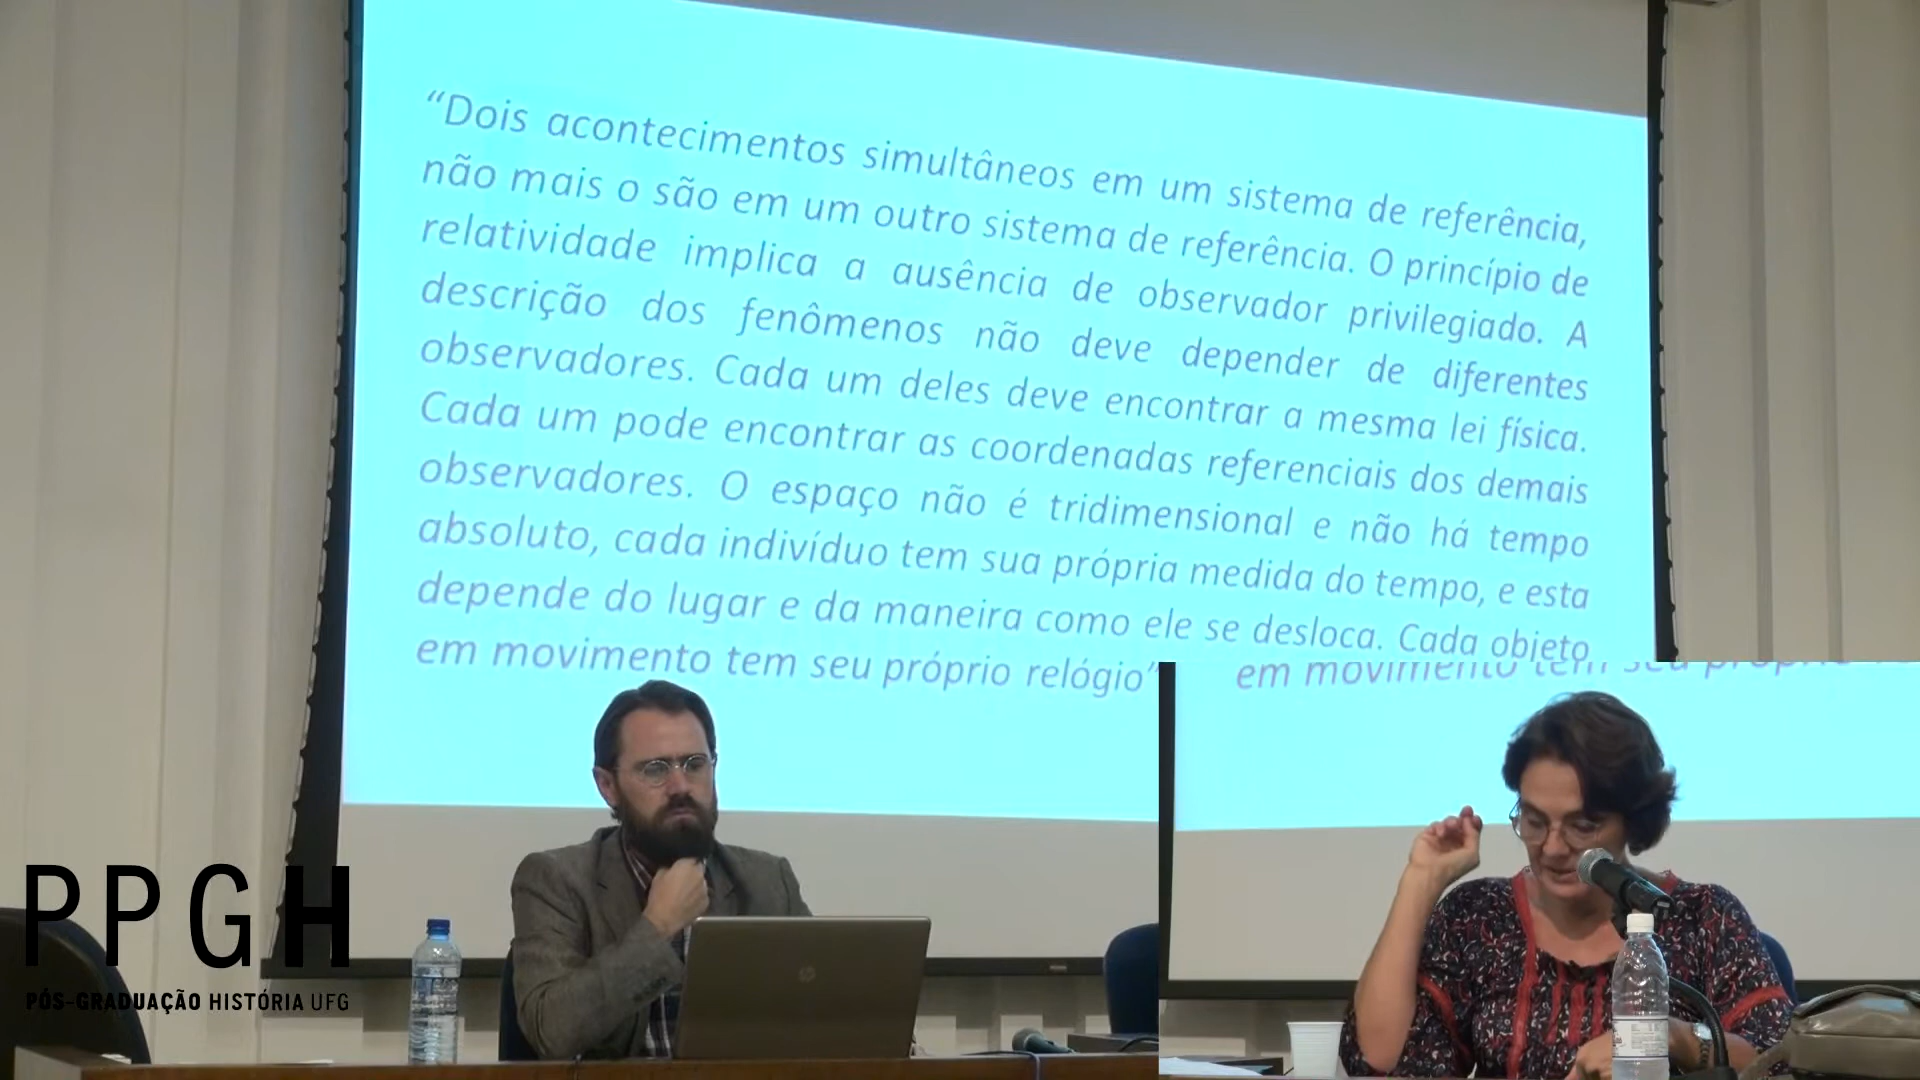 “Dois acontecimentos simultâneos em um sistema de referência,
não mais o são em um outro sistema de referência. O princípio de
relatividade implica a ausência de observador privilegiado. A
descrição dos fenômenos não deve depender de diferentes
observadores. Cada um deles deve encontrar a mesma lei física.
Cada um pode encontrar as coordenadas referenciais dos demais
observadores. O espaço não é tridimensional e não há tempo
absoluto, cada indivíduo tem sua própria medida do tempo, e esta
depende do lugar e da maneira como ele se desloca. Cada objeto
em movimento tem seu próprio relógio”
em movimento tem seu próprio
PPGH
PÓS-GRADUAÇÃO HISTÓRIA UFG
hp